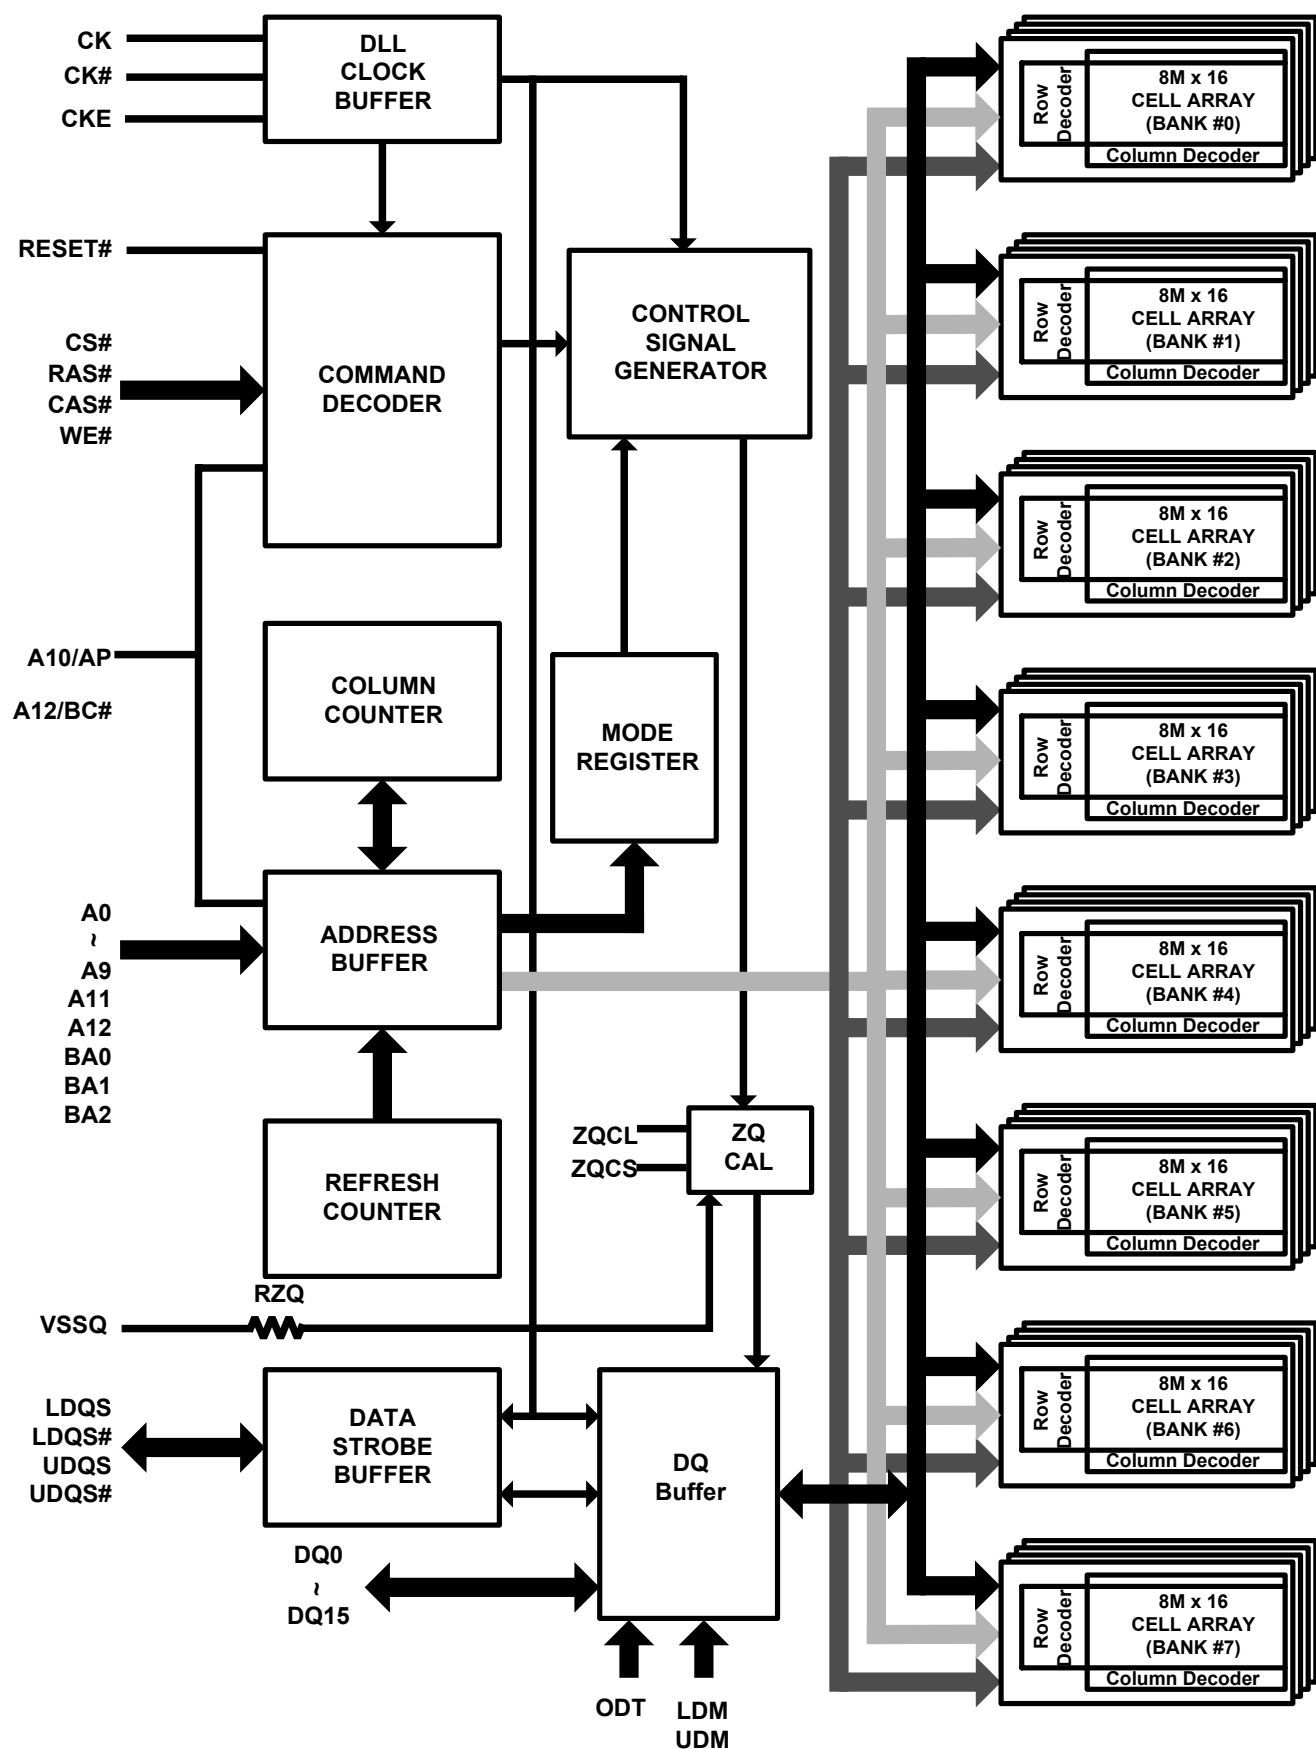 CK
CK#
CKE
DLL
CLOCK
BUFFER
RESET#
CS#
RAS#
CAS#
WE#
COMMAND
DECODER
CONTROL
SIGNAL
GENERATOR
A10/AP
A12/BC#
COLUMN
COUNTER
MODE
REGISTER
A0
~
A9
A11
A12
BA0
BA1
BA2
ADDRESS
BUFFER
REFRESH
COUNTER
ZQCL
ZQCS
ZQ
CAL
RZQ
VSSQ
LDQS
LDQS#
UDQS
UDQS#
DATA
STROBE
BUFFER
DQ
Buffer
DQ0
~
DQ15
ODT
LDM
UDM
Row
Decoder
8M x 16
CELL ARRAY
(BANK #0)
Column Decoder
Row
Decoder
8M x 16
CELL ARRAY
(BANK #1)
Column Decoder
Row
Decoder
8M x 16
CELL ARRAY
(BANK #2)
Column Decoder
Row
Decoder
8M x 16
CELL ARRAY
(BANK #3)
Column Decoder
Row
Decoder
8M x 16
CELL ARRAY
(BANK #4)
Column Decoder
Row
Decoder
8M x 16
CELL ARRAY
(BANK #5)
Column Decoder
Row
Decoder
8M x 16
CELL ARRAY
(BANK #6)
Column Decoder
Row
Decoder
8M x 16
CELL ARRAY
(BANK #7)
Column Decoder